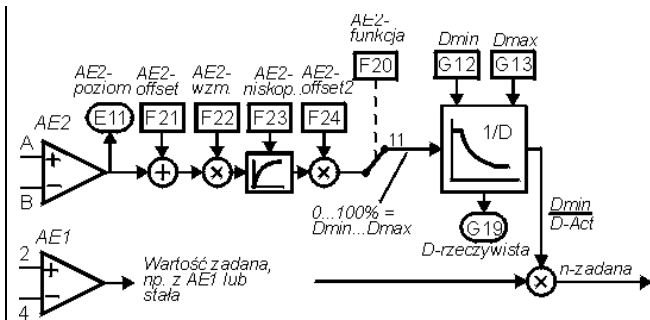 AE2-
funkcja
Dmin Dmax
F20
G12 G13
AE2-
poziom
AE2-
offset
AE2-
wzm.
AE2-
niskop..
AE2-
offset2
E11 F21 F22 F23 F24
AE2
A
+
B
−
+
×
×
11
1/D
0...100% =
Dmin...Dmax
G19
D-rzeczywista
Dmin
D-Act
AE1
2
+
4
−
Wartość zadana,
np. z AE1 lub
stała
×
n-zadana